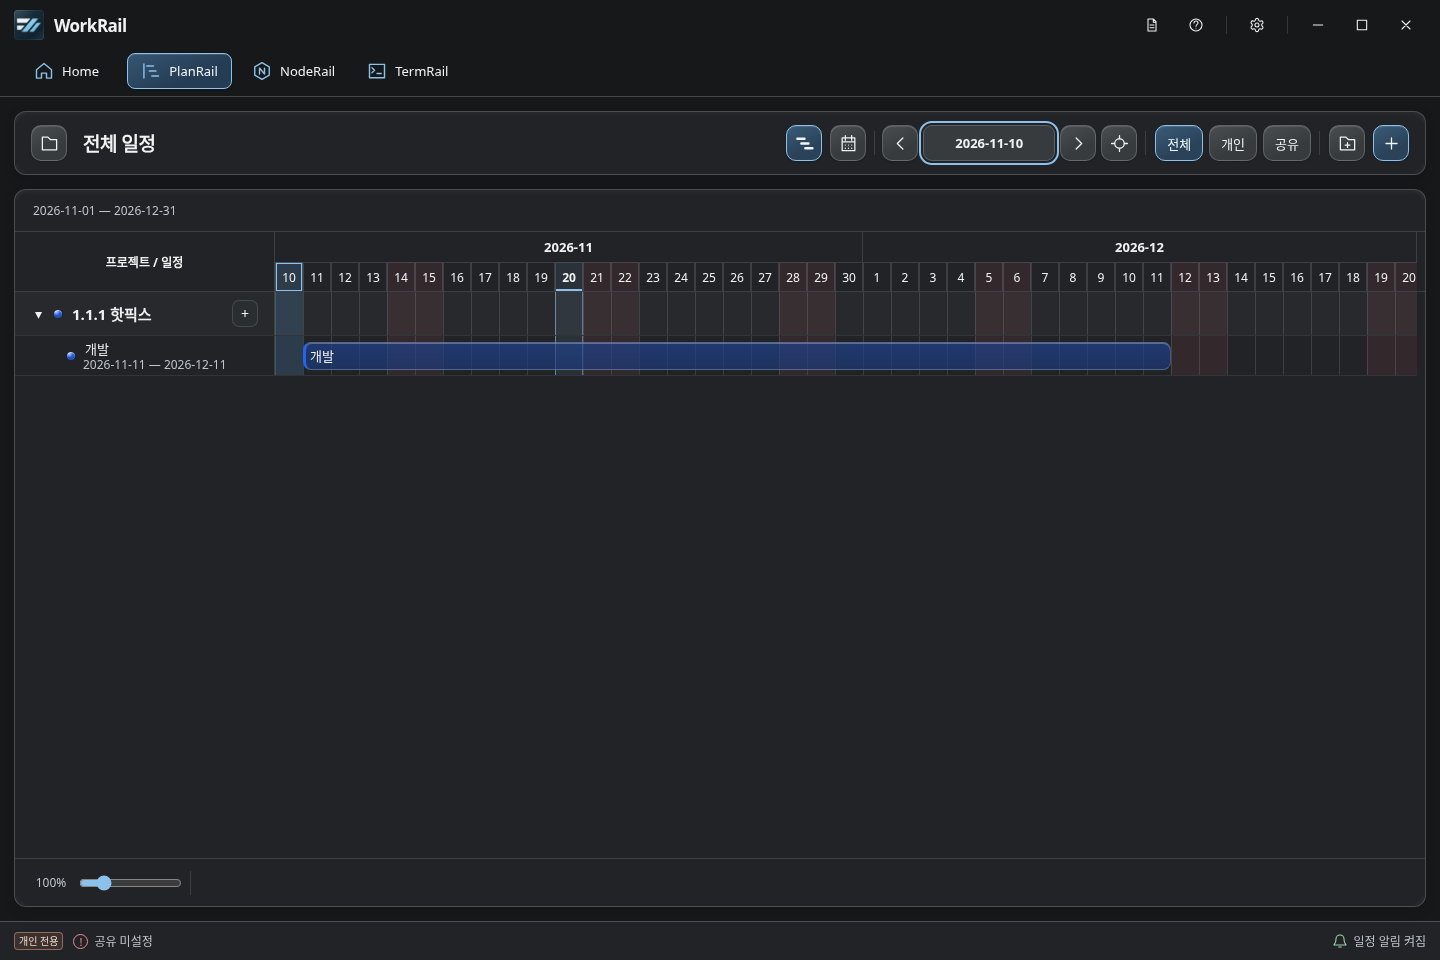 WorkRail
Home PlanRail NodeRail TermRail
전체 일정
2026-11-10
전체 개인 공유
2026-11-01 — 2026-12-31
프로젝트 / 일정
2026-11 2026-12
10 11 12 13 14 15 16 17 18 19 20 21 22 23 24 25 26 27 28 29 30 1 2 3 4 5 6 7 8 9 10 11 12 13 14 15 16 17 18 19 20
1.1.1 핫픽스 +
개발
2026-11-11 — 2026-12-11
개발
100%
개인 전용 공유 미설정 일정 알림 켜짐